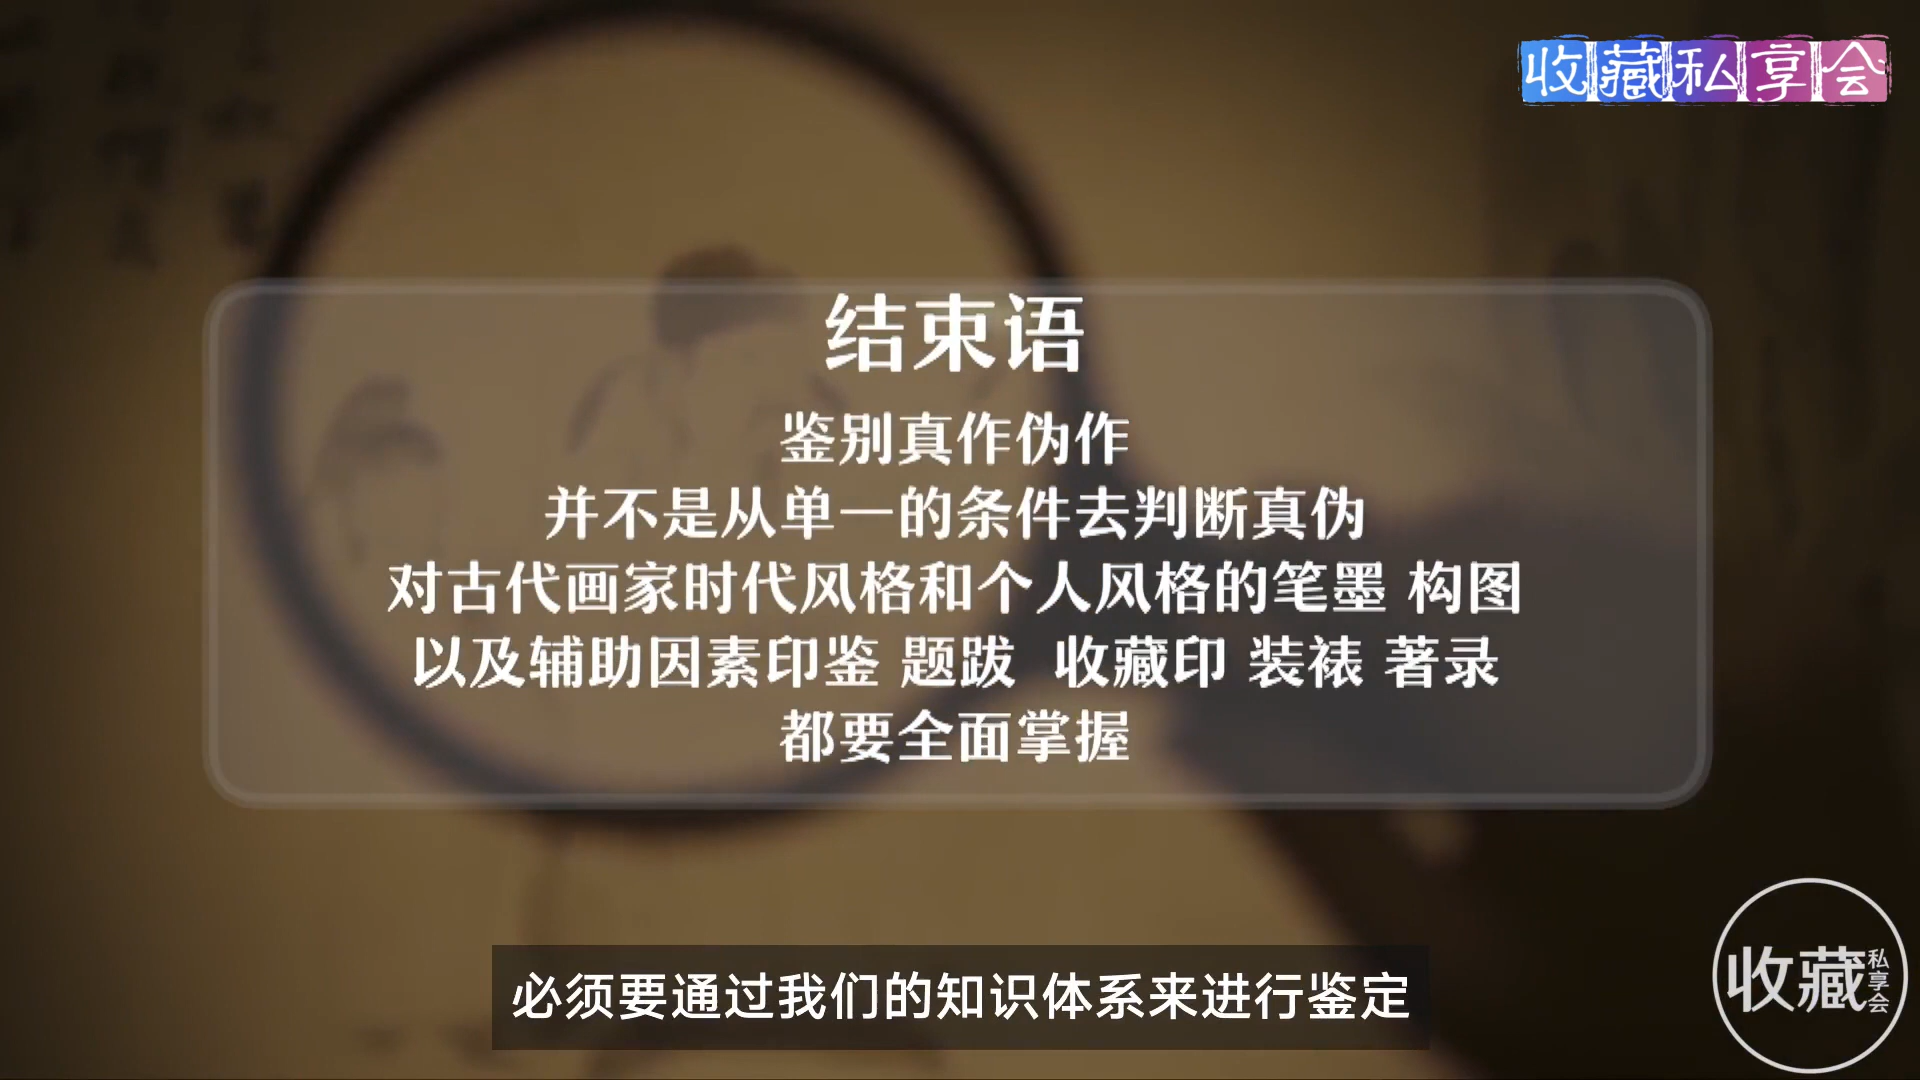 收藏私享会
结束语
鉴别真作伪作
并不是从单一的条件去判断真伪
对古代画家时代风格和个人风格的笔墨 构图
以及辅助因素印鉴 题跋 收藏印 装裱 著录
都要全面掌握
必须要通过我们的知识体系来进行鉴定
收藏私享会